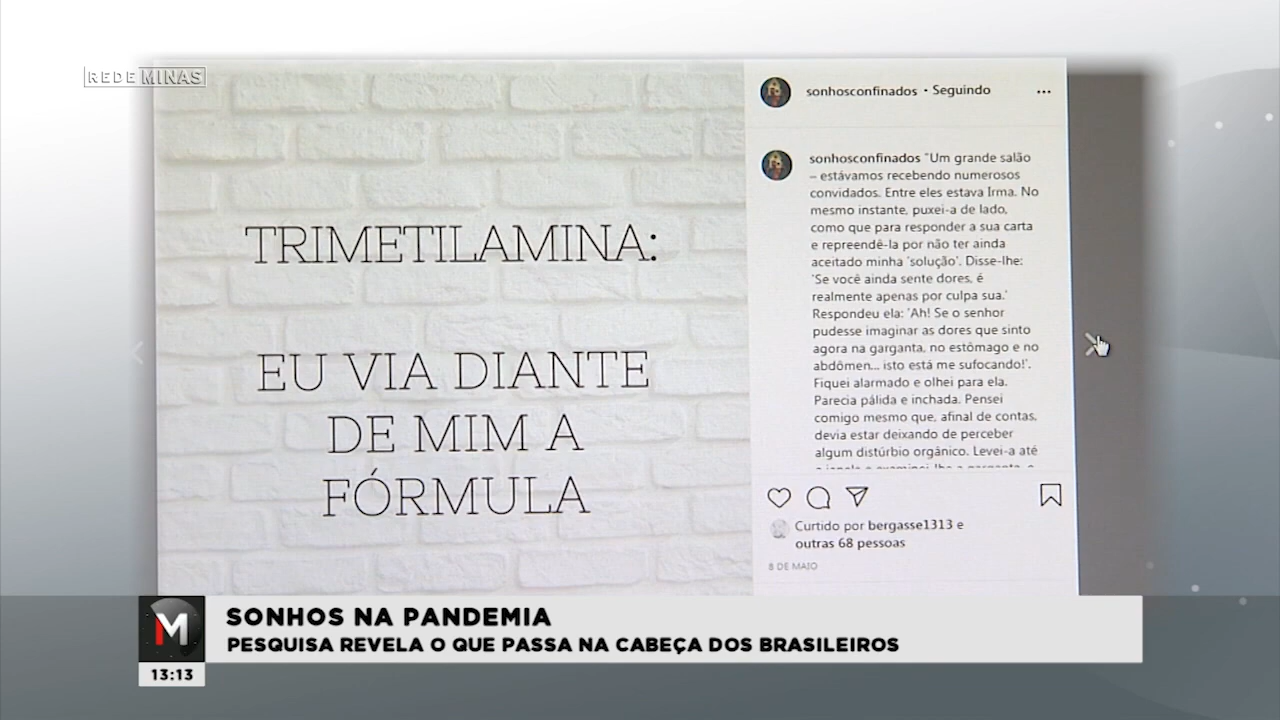 REDE MINAS
TRIMETILAMINA:
EU VIA DIANTE
DE MIM A
FÓRMULA
sonhosconfinados • Seguindo
sonhosconfinados "Um grande salão
– estávamos recebendo numerosos
convidados. Entre eles estava Irma. No
mesmo instante, puxei-a de lado,
como que para responder a sua carta
e repreendê-la por não ter ainda
aceitado minha 'solução'. Disse-lhe:
'Se você ainda sente dores, é
realmente apenas por culpa sua.'
Respondeu ela: 'Ah! Se o senhor
pudesse imaginar as dores que sinto
agora na garganta, no estômago e no
abdômen... isto está me sufocando!'.
Fiquei alarmado e olhei para ela.
Parecia pálida e inchada. Pensei
comigo mesmo que, afinal de contas,
devia estar deixando de perceber
algum distúrbio orgânico. Levei-a até
Curtido por bergasse1313 e
outras 68 pessoas
8 DE MAIO
M
SONHOS NA PANDEMIA
PESQUISA REVELA O QUE PASSA NA CABEÇA DOS BRASILEIROS
13:13